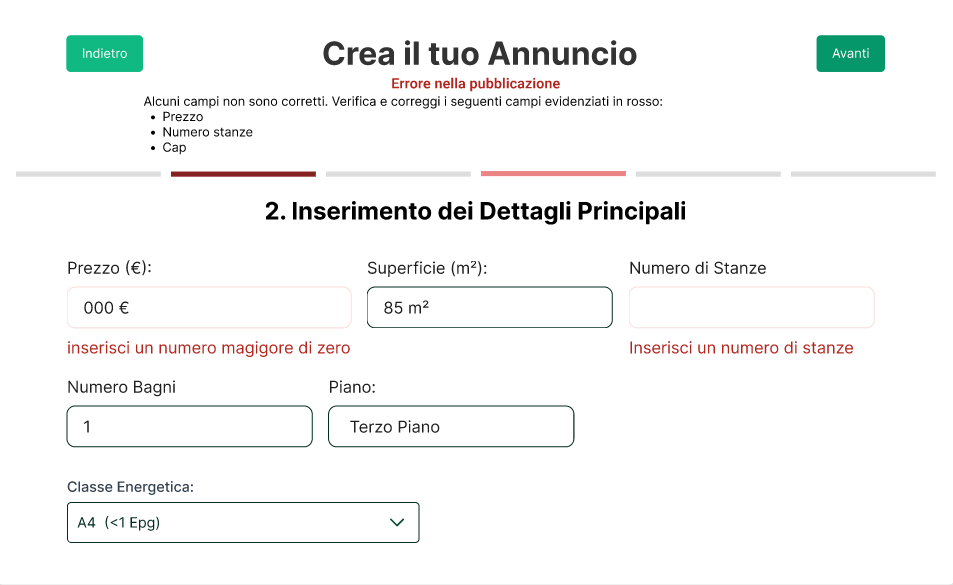 Indietro
Crea il tuo Annuncio
Avanti
Errore nella pubblicazione
Alcuni campi non sono corretti. Verifica e correggi i seguenti campi evidenziati in rosso:
• Prezzo
• Numero stanze
• Cap
2. Inserimento dei Dettagli Principali
Prezzo (€):
Superficie (m²):
Numero di Stanze
000 €
85 m²
inserisci un numero magigore di zero
Inserisci un numero di stanze
Numero Bagni
Piano:
1
Terzo Piano
Classe Energetica:
A4 (<1 Epg)